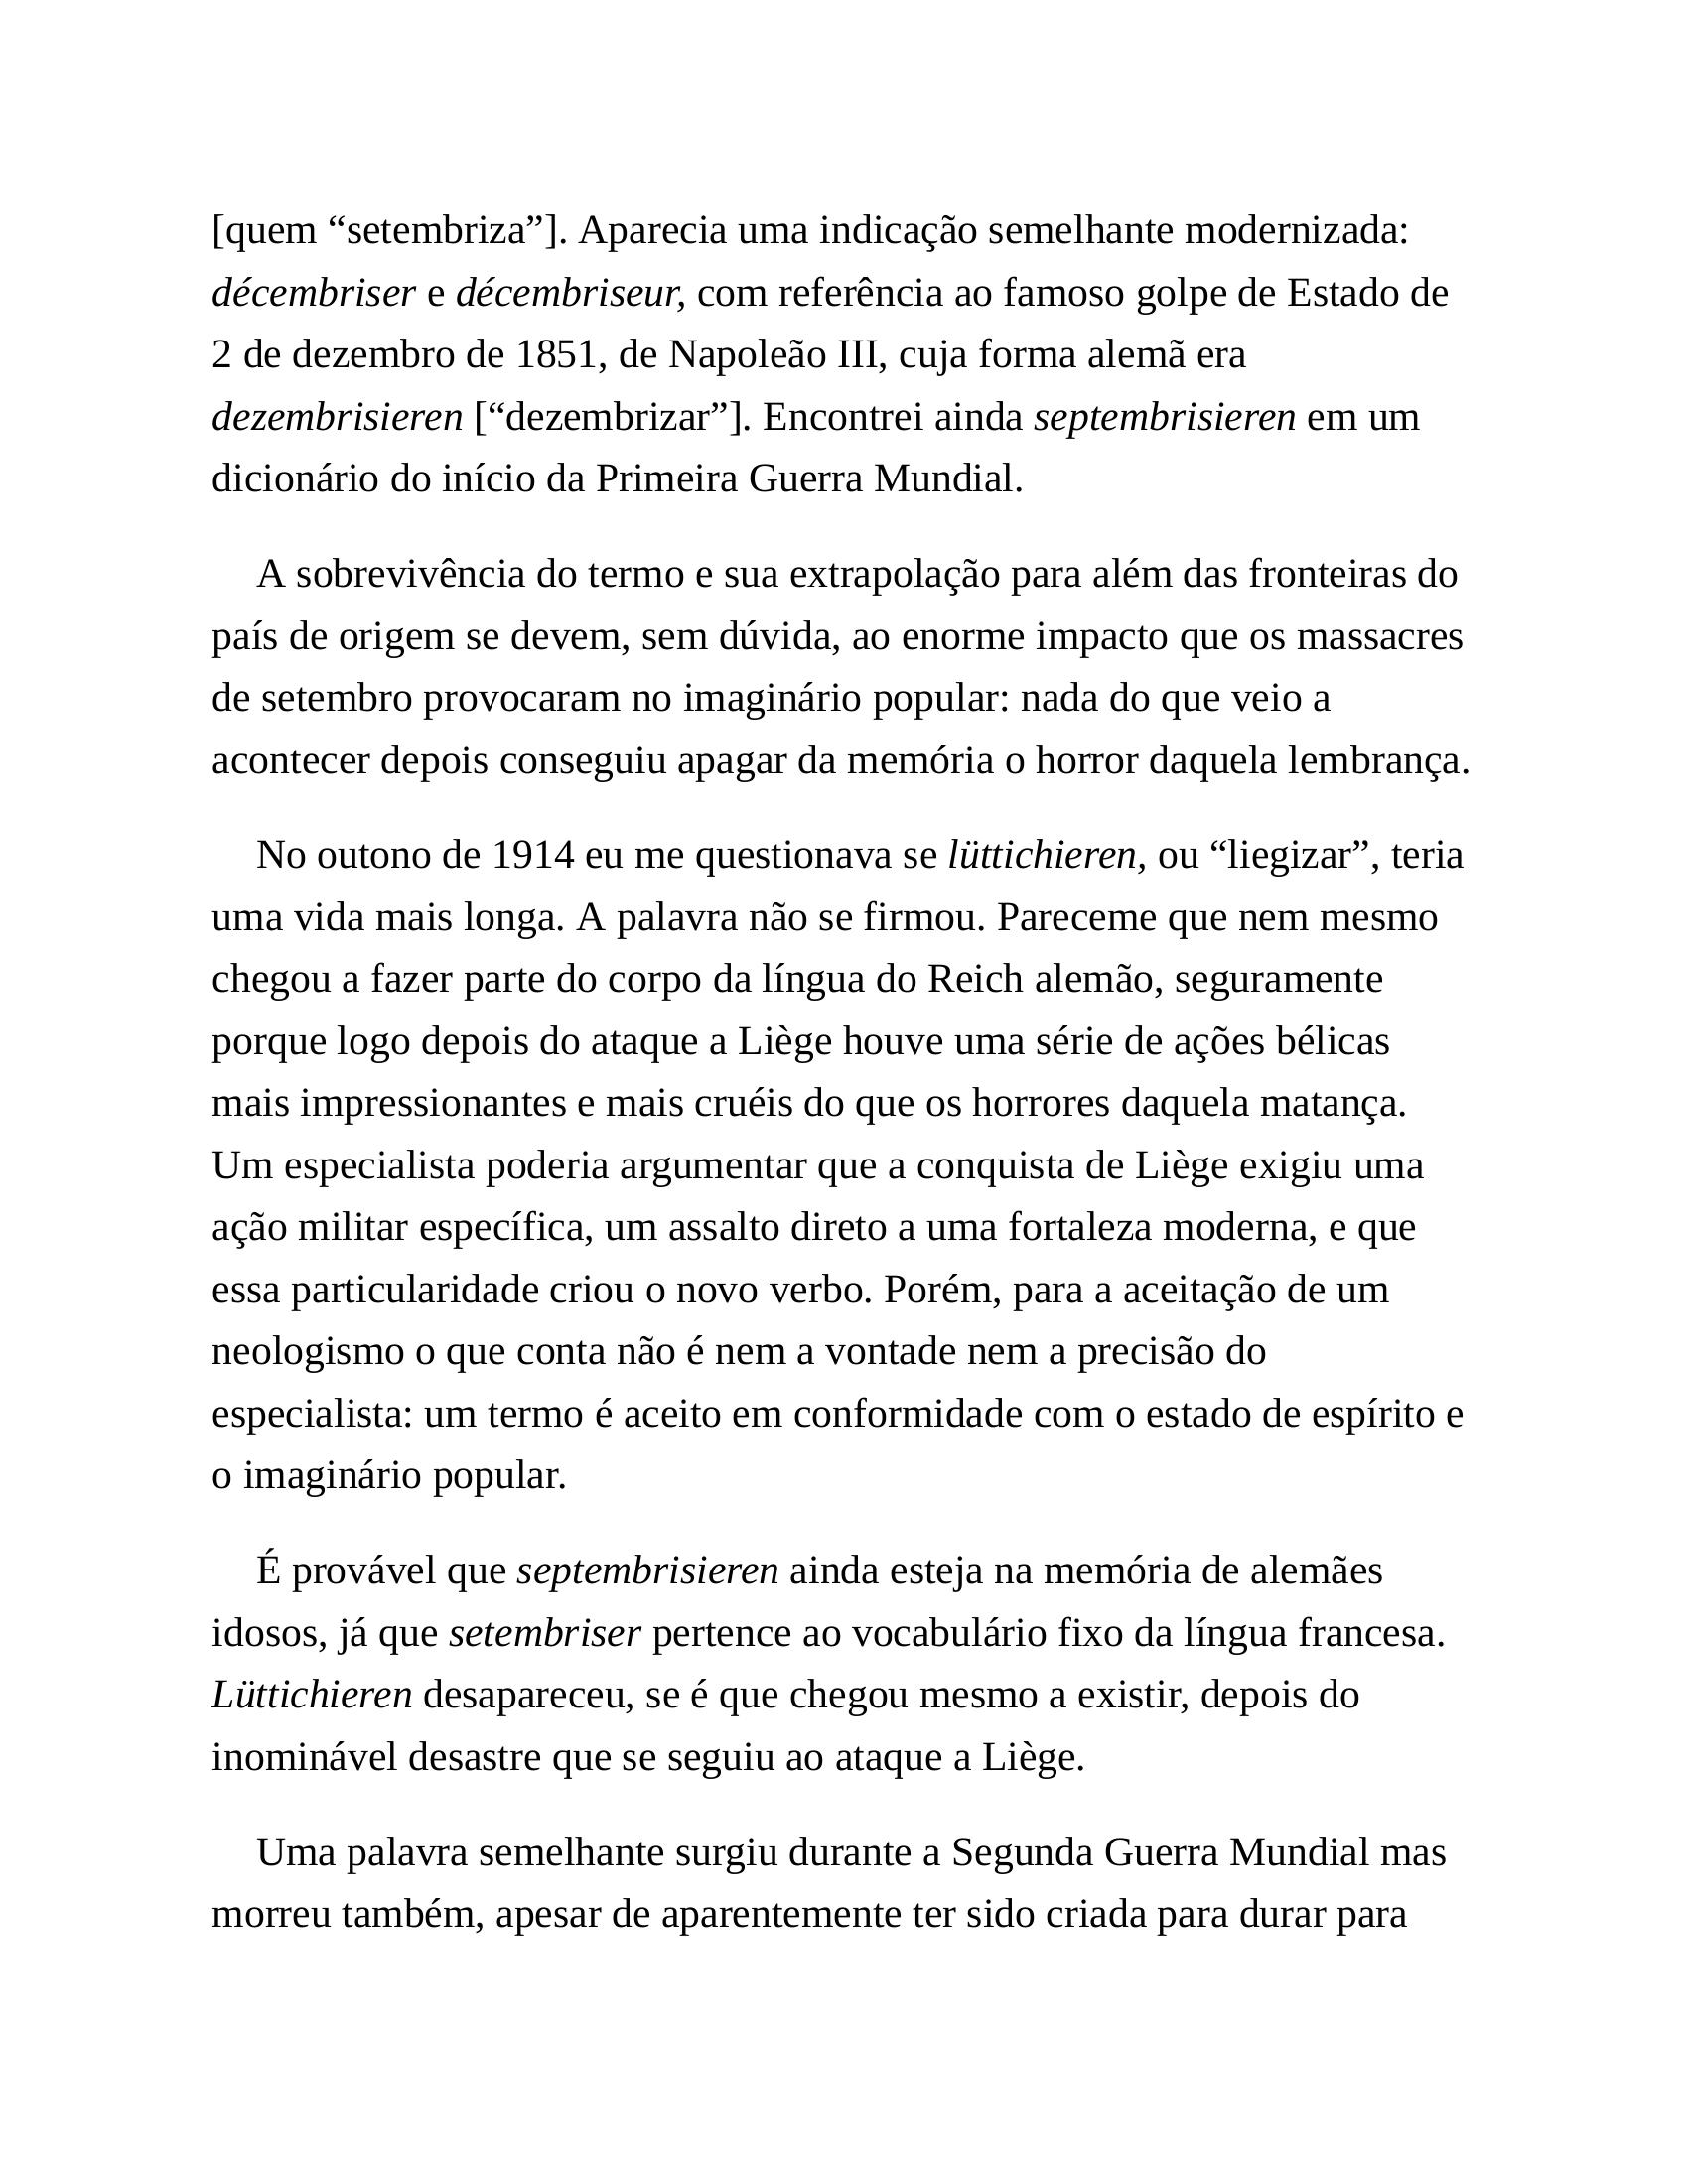 [quem “setembriza”]. Aparecia uma indicação semelhante modernizada:
décembriser e décembriseur, com referência ao famoso golpe de Estado de
2 de dezembro de 1851, de Napoleão III, cuja forma alemã era
dezembrisieren [“dezembrizar”]. Encontrei ainda septembrisieren em um
dicionário do início da Primeira Guerra Mundial.
A sobrevivência do termo e sua extrapolação para além das fronteiras do
país de origem se devem, sem dúvida, ao enorme impacto que os massacres
de setembro provocaram no imaginário popular: nada do que veio a
acontecer depois conseguiu apagar da memória o horror daquela lembrança.
No outono de 1914 eu me questionava se lüttichieren, ou “liegizar”, teria
uma vida mais longa. A palavra não se firmou. Pareceme que nem mesmo
chegou a fazer parte do corpo da língua do Reich alemão, seguramente
porque logo depois do ataque a Liège houve uma série de ações bélicas
mais impressionantes e mais cruéis do que os horrores daquela matança.
Um especialista poderia argumentar que a conquista de Liège exigiu uma
ação militar específica, um assalto direto a uma fortaleza moderna, e que
essa particularidade criou o novo verbo. Porém, para a aceitação de um
neologismo o que conta não é nem a vontade nem a precisão do
especialista: um termo é aceito em conformidade com o estado de espírito e
o imaginário popular.
É provável que septembrisieren ainda esteja na memória de alemães
idosos, já que setembriser pertence ao vocabulário fixo da língua francesa.
Lüttichieren desapareceu, se é que chegou mesmo a existir, depois do
inominável desastre que se seguiu ao ataque a Liège.
Uma palavra semelhante surgiu durante a Segunda Guerra Mundial mas
morreu também, apesar de aparentemente ter sido criada para durar para